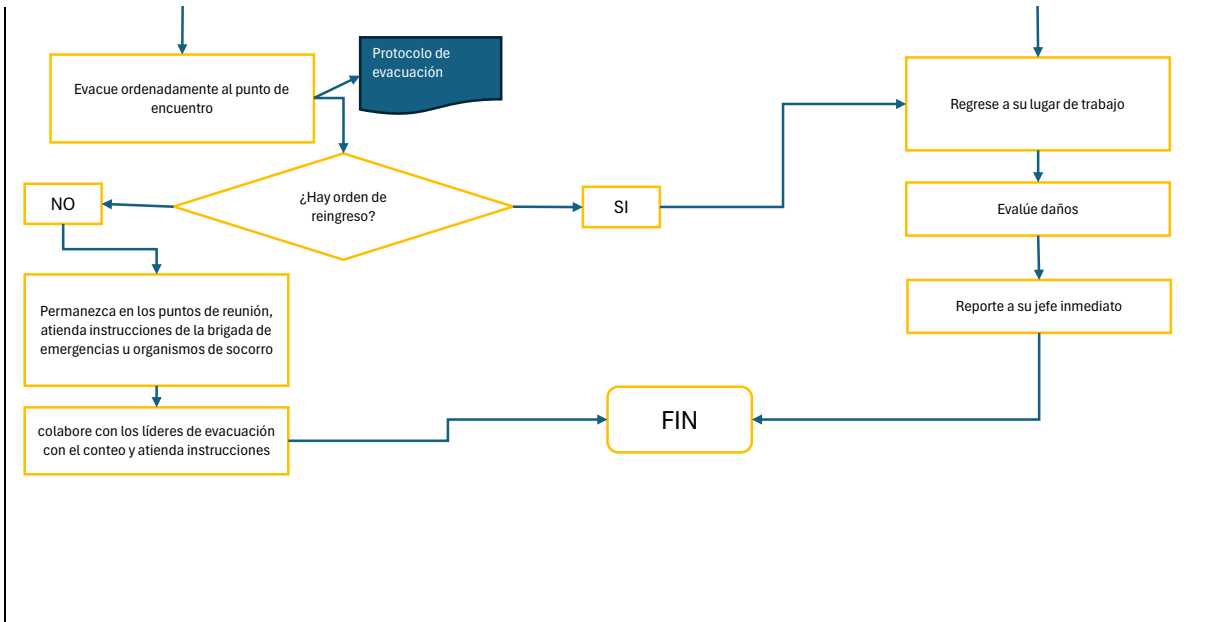 Protocolo de
evacuación
Evacue ordenadamente al punto de
encuentro
Regrese a su lugar de trabajo
¿Hay orden de
reingreso?
NO
SI
Evalúe daños
Permanezca en los puntos de reunión,
atienda instrucciones de la brigada de
emergencias u organismos de socorro
Reporte a su jefe inmediato
colabore con los líderes de evacuación
con el conteo y atienda instrucciones
FIN